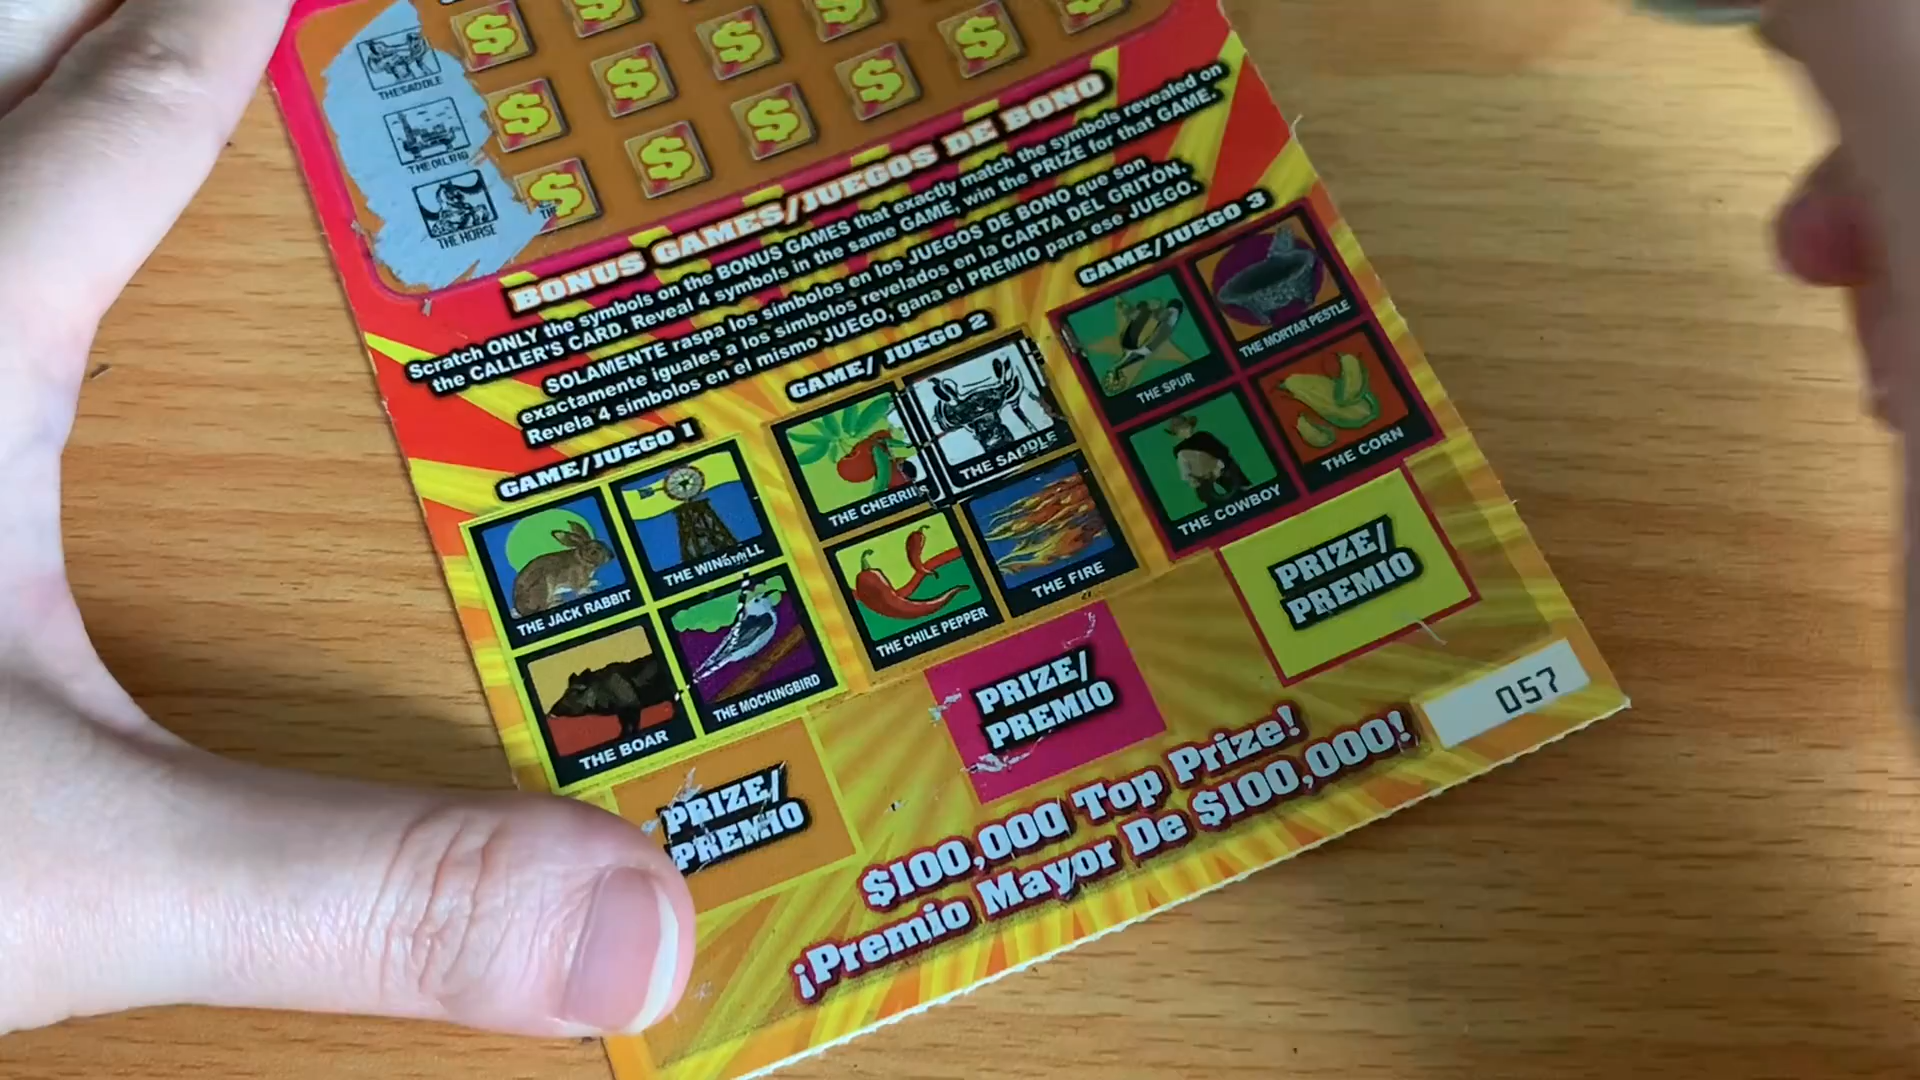 THE SADDLE
THE OIL RIG
THE HORSE
$ $ $ $
$ $ $ $ $
$ $ $
$ $
BONUS GAMES/JUEGOS DE BONO
Scratch ONLY the symbols on the BONUS GAMES that exactly match the symbols revealed on
the CALLER'S CARD. Reveal 4 symbols in the same GAME, win the PRIZE for that GAME.
SOLAMENTE raspa los símbolos en los JUEGOS DE BONO que son
exactamente iguales a los símbolos revelados en la CARTA DEL GRITÓN.
Revela 4 símbolos en el mismo JUEGO, gana el PREMIO para ese JUEGO.
GAME/JUEGO 1
THE JACK RABBIT
THE WINDMILL
THE BOAR
THE MOCKINGBIRD
PRIZE/
PREMIO
GAME/ JUEGO 2
THE CHERRIES
THE SADDLE
THE CHILE PEPPER
THE FIRE
PRIZE/
PREMIO
GAME/JUEGO 3
THE SPUR
THE MORTAR PESTLE
THE COWBOY
THE CORN
PRIZE/
PREMIO
057
$100,000 Top Prize!
¡Premio Mayor De $100,000!